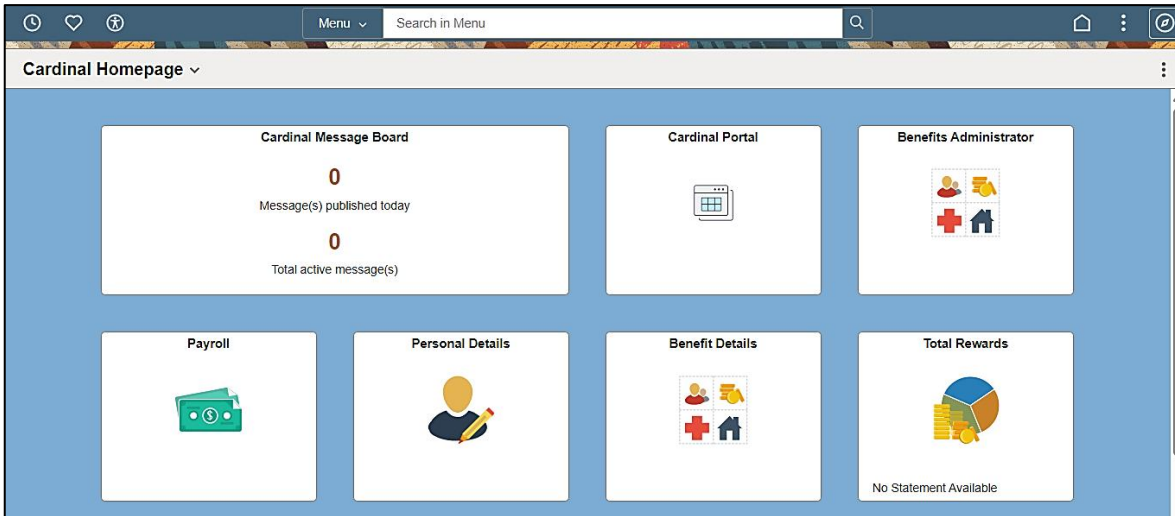 Menu
Search in Menu
Cardinal Homepage
Cardinal Message Board
0
Message(s) published today
0
Total active message(s)
Cardinal Portal
Benefits Administrator
Payroll
Personal Details
Benefit Details
Total Rewards
No Statement Available